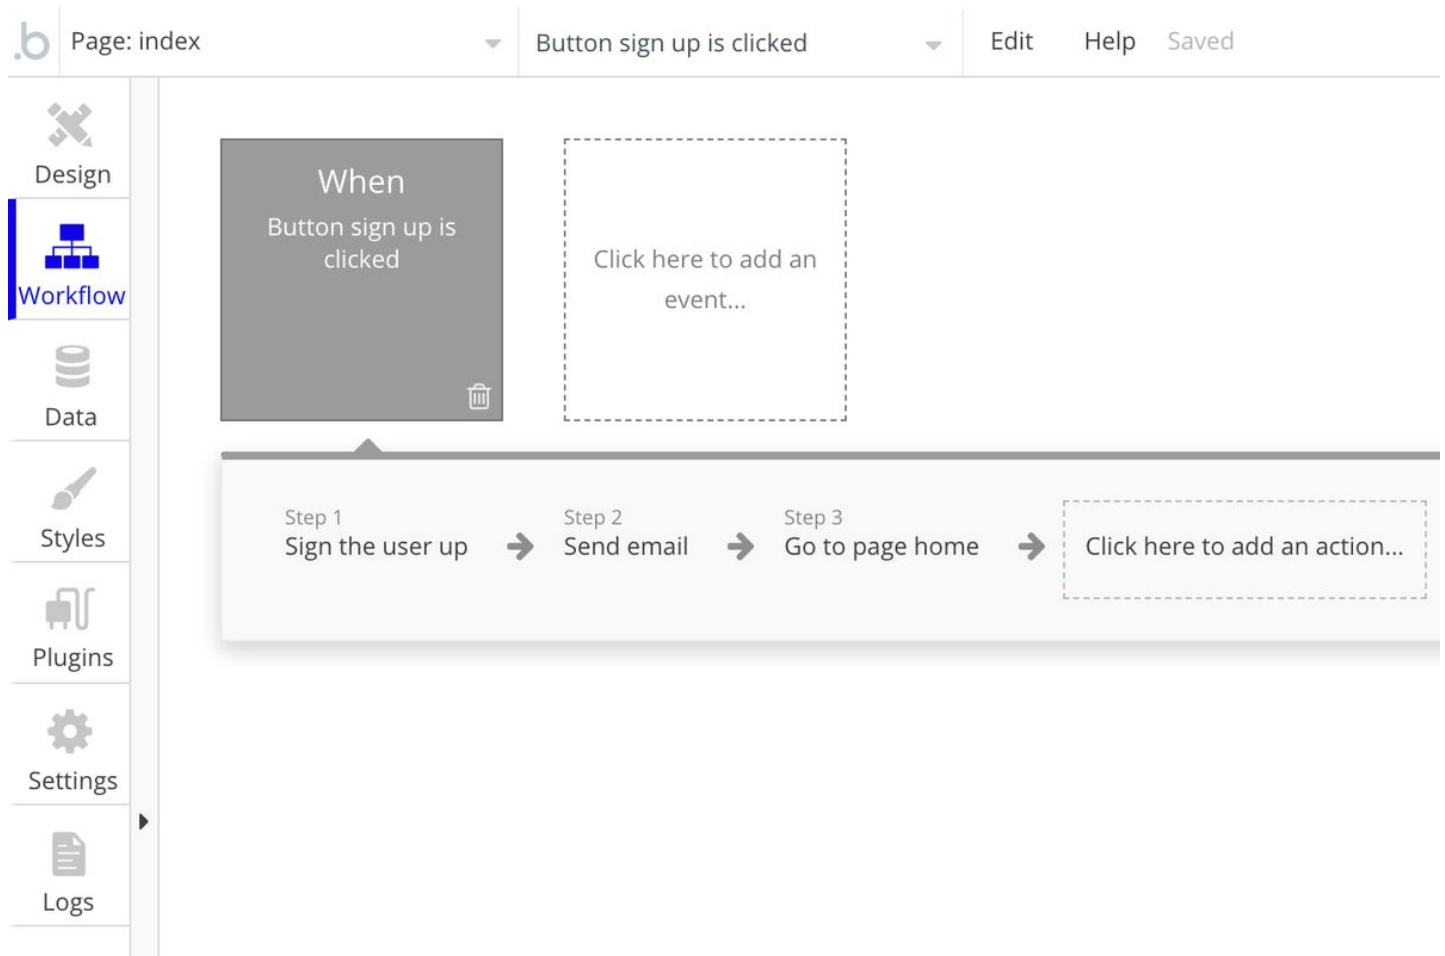 .b
Page: index
Button sign up is clicked
Edit
Help
Saved
Design
Workflow
Data
Styles
Plugins
Settings
Logs
When
Button sign up is
clicked
Click here to add an
event...
Step 1
Sign the user up
Step 2
Send email
Step 3
Go to page home
Click here to add an action...